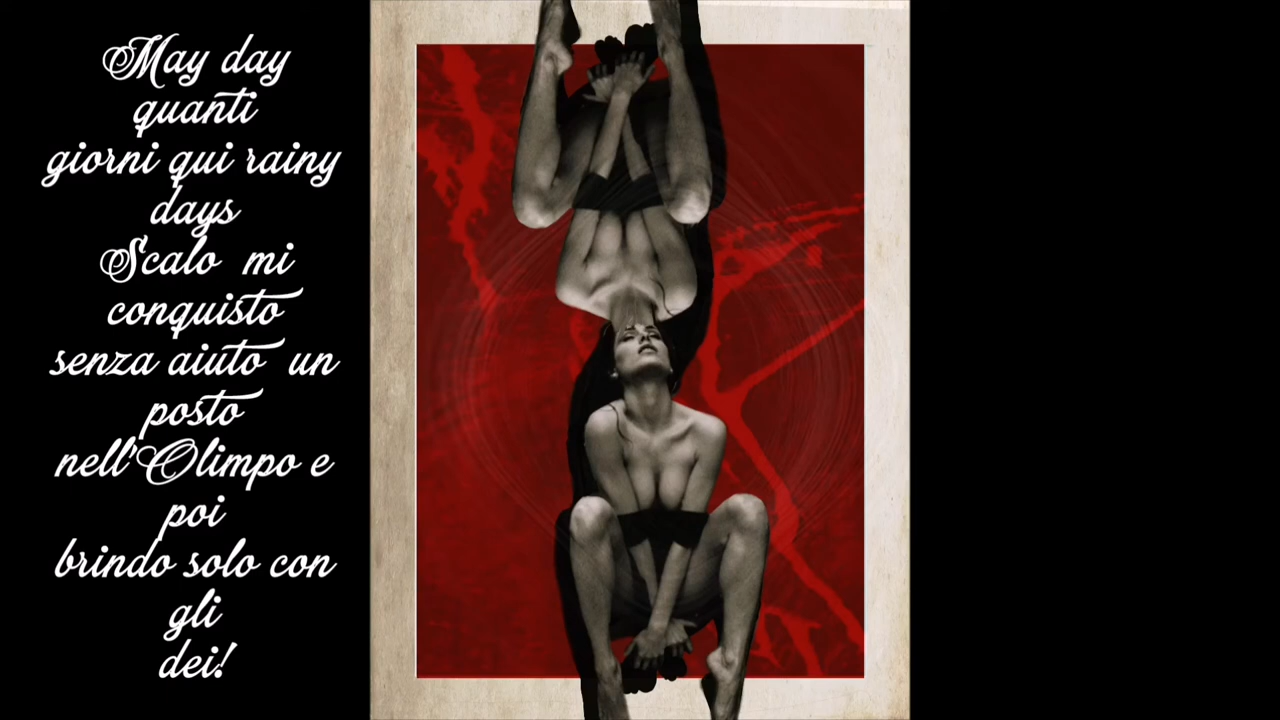 May day
quanti
giorni qui rainy
days
Scalo mi
conquisto
senza aiuto un
posto
nell'Olimpo e
poi
brindo solo con
gli
dei!